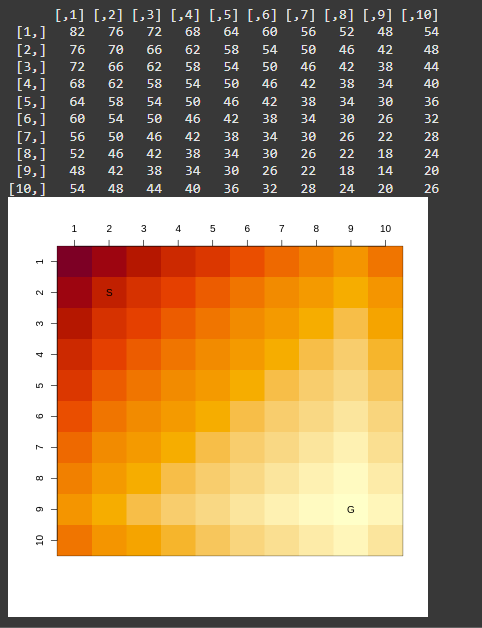 [,1] [,2] [,3] [,4] [,5] [,6] [,7] [,8] [,9] [,10]
[1,] 82 76 72 68 64 60 56 52 48 54
[2,] 76 70 66 62 58 54 50 46 42 48
[3,] 72 66 62 58 54 50 46 42 38 44
[4,] 68 62 58 54 50 46 42 38 34 40
[5,] 64 58 54 50 46 42 38 34 30 36
[6,] 60 54 50 46 42 38 34 30 26 32
[7,] 56 50 46 42 38 34 30 26 22 28
[8,] 52 46 42 38 34 30 26 22 18 24
[9,] 48 42 38 34 30 26 22 18 14 20
[10,] 54 48 44 40 36 32 28 24 20 26
1 2 3 4 5 6 7 8 9 10
1
2 S
3
4
5
6
7
8
9 G
10